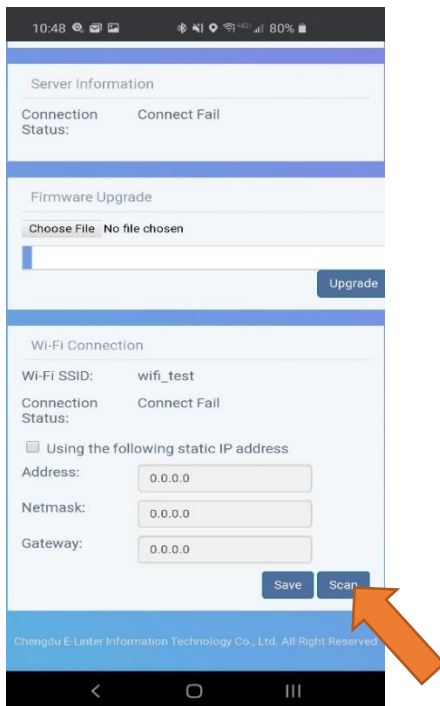 10:48 80%
Server Information
Connection Status: Connect Fail
Firmware Upgrade
Choose File No file chosen
Upgrade
Wi-Fi Connection
Wi-Fi SSID: wifi_test
Connection Status: Connect Fail
Using the following static IP address
Address: 0.0.0.0
Netmask: 0.0.0.0
Gateway: 0.0.0.0
Save Scan
Chengdu E-Linter Information Technology Co., Ltd. All Right Reserved